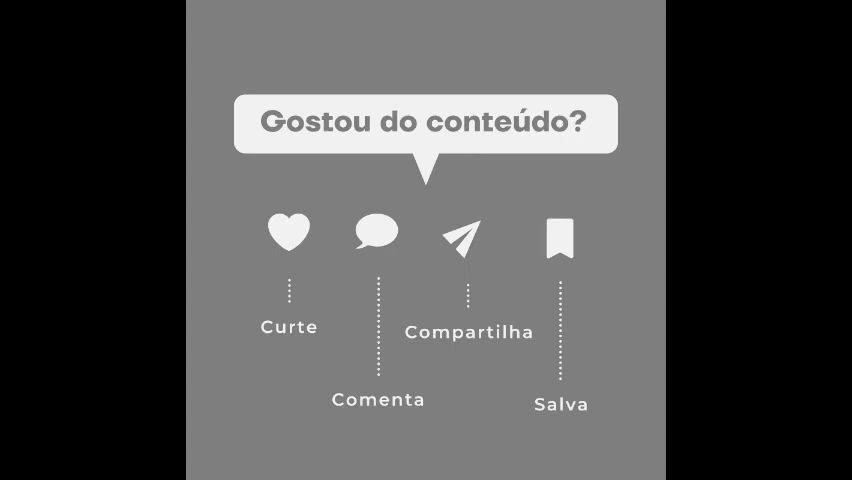 Gostou do conteúdo?
Curte
Compartilha
Comenta
Salva